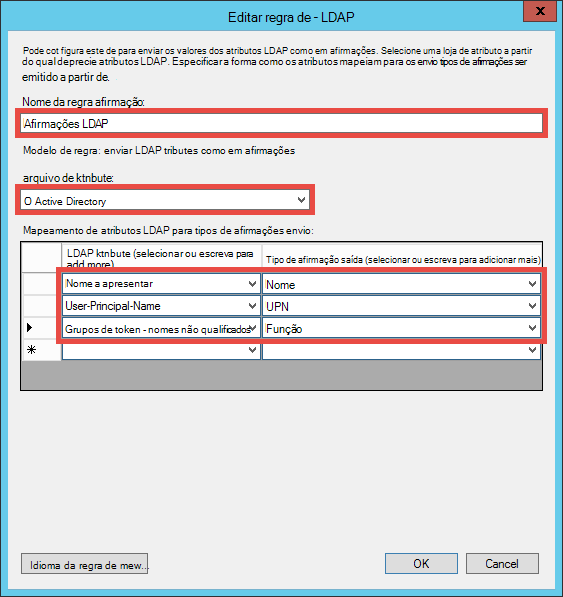 Editar regra de - LDAP
x
Pode cot figura este de para enviar os valores dos atributos LDAP como em afirmações. Selecione uma loja de atributo a partir
do qual deprecie atributos LDAP. Especificar a forma como os atributos mapeiam para os envio tipos de afirmações ser
emitido a partir de.
Nome da regra afirmação:
Afirmações LDAP
Modelo de regra: enviar LDAP tributes como em afirmações
arquivo de ktnbute:
O Active Directory
Mapeamento de atributos LDAP para tipos de afirmações envio:
LDAP ktnbute (selecionar ou escreva para
add more)
Tipo de afirmação saída (selecionar ou escreva para adicionar mais)
Nome a apresentar
Nome
User-Principal-Name
UPN
Grupos de token - nomes não qualificados
Função
Idioma da regra de mew...
OK
Cancel